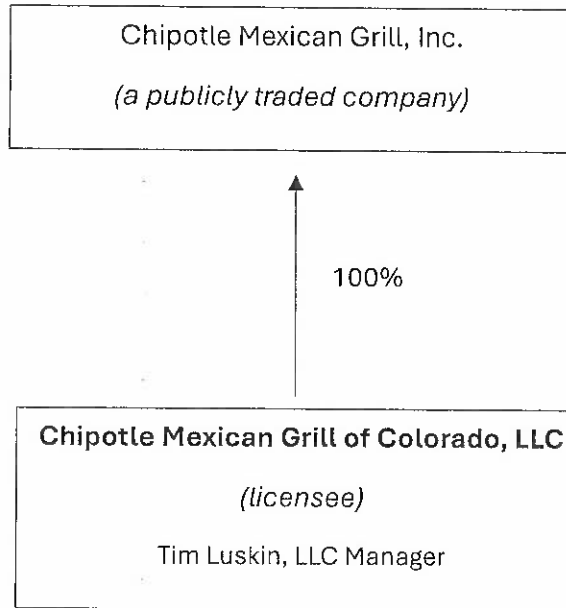 Chipotle Mexican Grill, Inc.
(a publicly traded company)
100%
Chipotle Mexican Grill of Colorado, LLC
(licensee)
Tim Luskin, LLC Manager